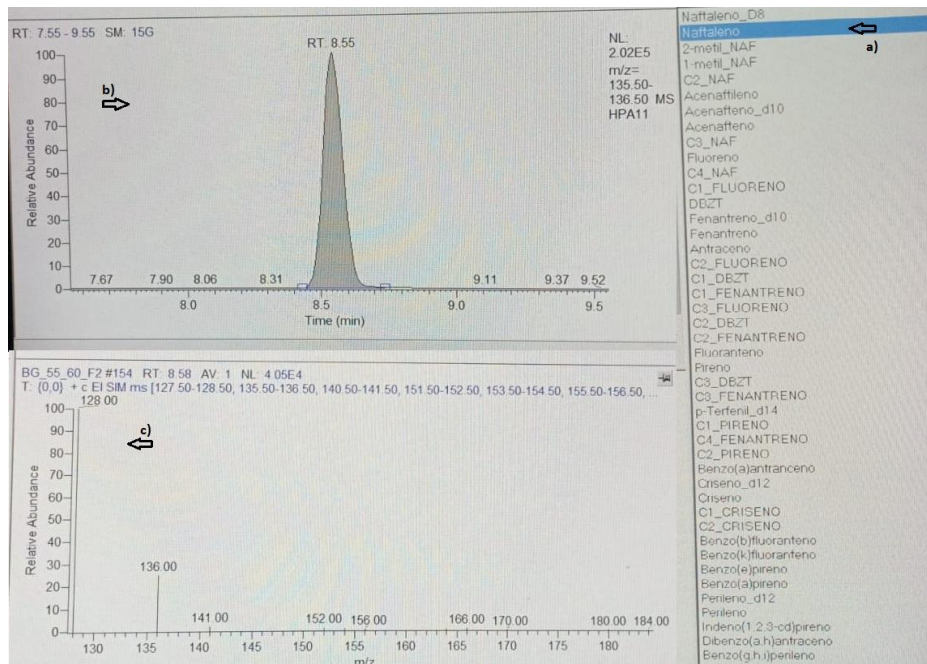 RT: 7.55 - 9.55 SM: 15G
RT: 8.55
NL:
2.02E5
m/z=
135.50-
136.50 MS
HPA11
b)
100
90
80
70
60
50
40
30
20
10
0
Relative Abundance
7.67 7.90 8.06 8.31 9.11 9.37 9.52
8.0 8.5 9.0 9.5
Time (min)
BG_55_60_F2 #154 RT: 8.58 AV: 1 NL: 4.05E4
T: {0,0} + c EI SIM ms [127.50-128.50, 135.50-136.50, 140.50-141.50, 151.50-152.50, 153.50-154.50, 155.50-156.50, ...
128.00
c)
100
90
80
70
60
50
40
30
20
10
0
Relative Abundance
136.00
141.00 152.00 156.00 166.00 170.00 180.00 184.00
130 135 140 145 150 155 160 165 170 175 180
m/z
Naftaleno_D8
Naftaleno
a)
2-metil_NAF
1-metil_NAF
C2_NAF
Acenaftileno
Acenafteno_d10
Acenafteno
C3_NAF
Fluoreno
C4_NAF
C1_FLUORENO
DBZT
Fenantreno_d10
Fenantreno
Antraceno
C2_FLUORENO
C1_DBZT
C1_FENANTRENO
C3_FLUORENO
C2_DBZT
C2_FENANTRENO
Fluoranteno
Pireno
C3_DBZT
C3_FENANTRENO
p-Terfenil_d14
C1_PIRENO
C4_FENANTRENO
C2_PIRENO
Benzo(a)antranceno
Criseno_d12
Criseno
C1_CRISENO
C2_CRISENO
Benzo(b)fluoranteno
Benzo(k)fluoranteno
Benzo(e)pireno
Benzo(a)pireno
Perileno_d12
Perileno
Indeno(1,2,3-cd)pireno
Dibenzo(a,h)antraceno
Benzo(g,h,i)perileno